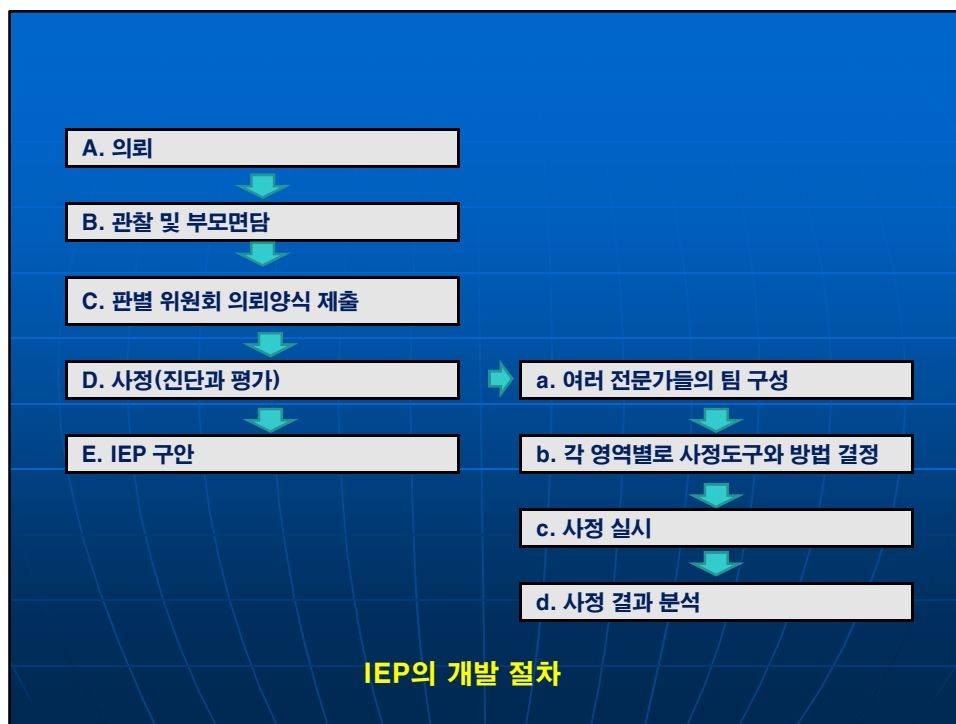 A. 의뢰
B. 관찰 및 부모면담
C. 판별 위원회 의뢰양식 제출
D. 사정(진단과 평가)
E. IEP 구안
a. 여러 전문가들의 팀 구성
b. 각 영역별로 사정도구와 방법 결정
c. 사정 실시
d. 사정 결과 분석
IEP의 개발 절차